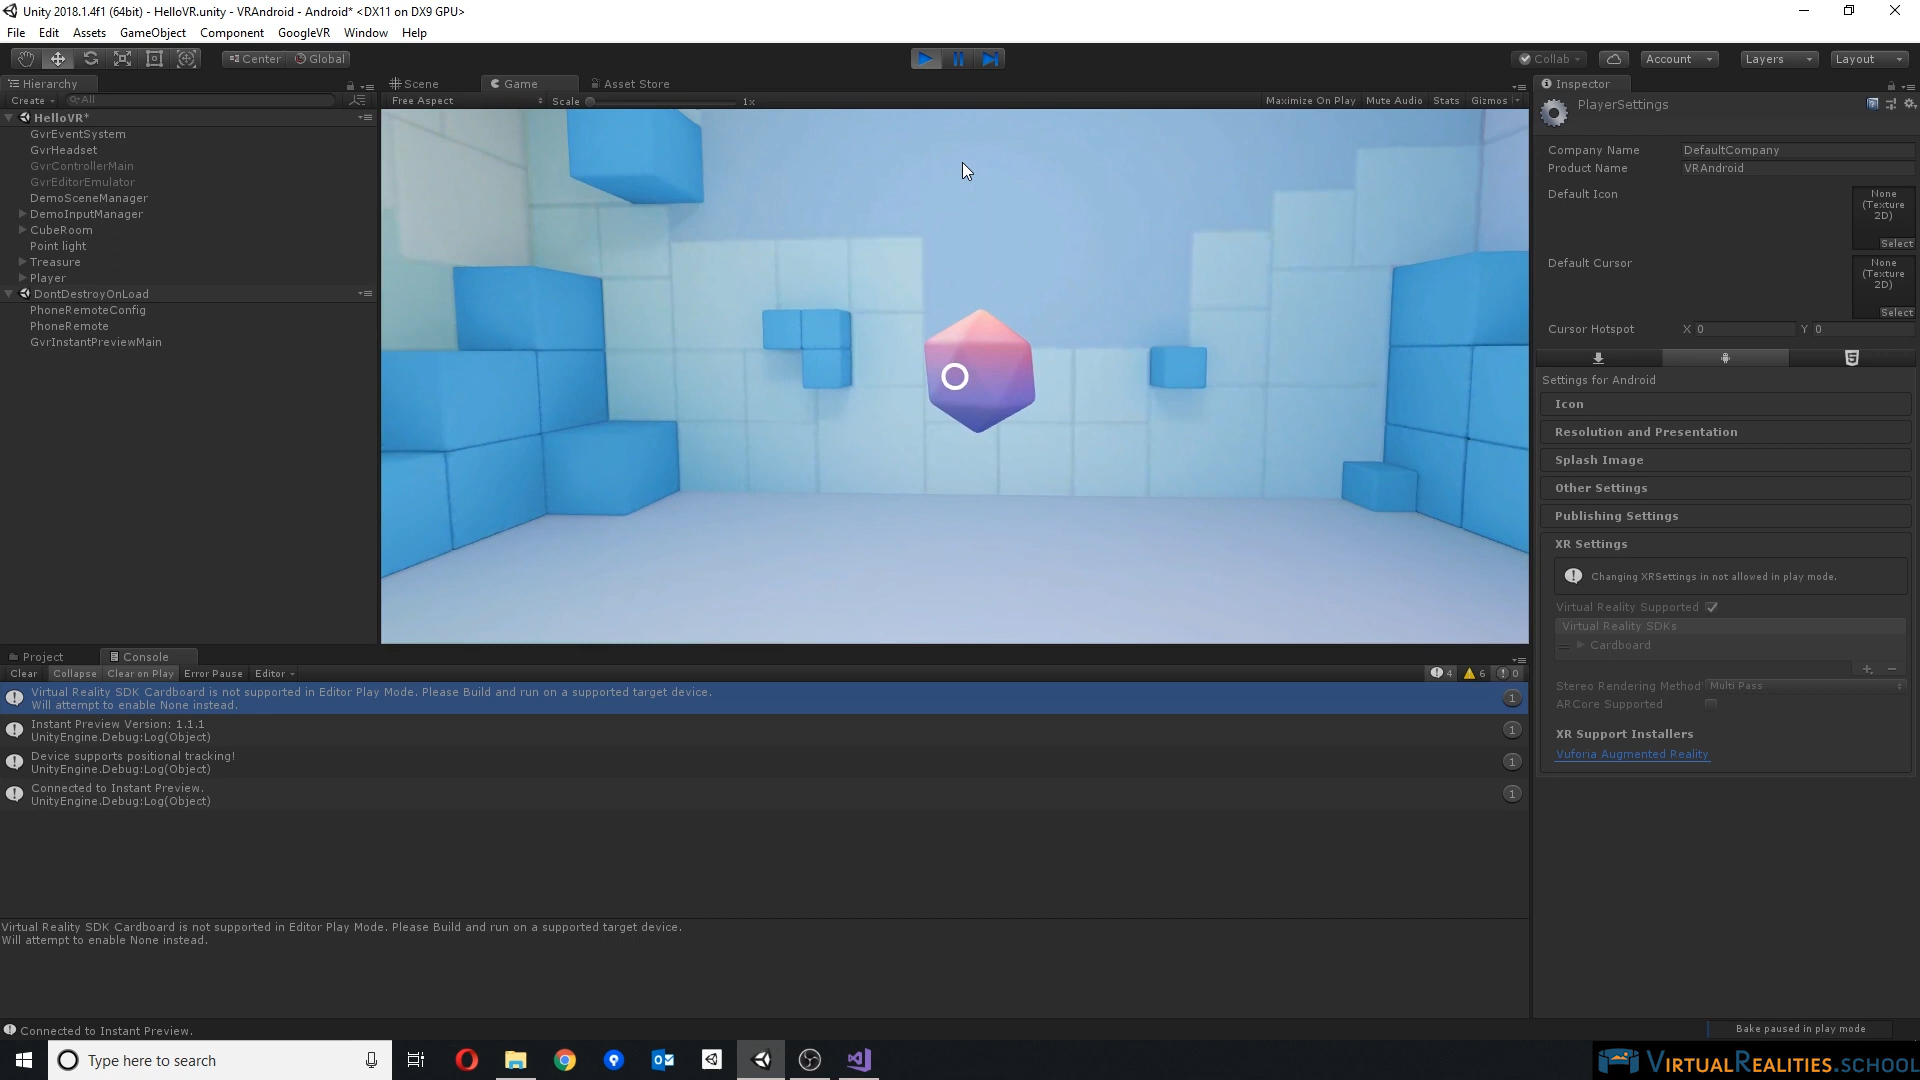 Unity 2018.1.4f1 (64bit) - HelloVR.unity - VRAndroid - Android* <DX11 on DX9 GPU>
File Edit Assets GameObject Component GoogleVR Window Help
Center Global
Collab Account Layers Layout
Hierarchy
Create All
HelloVR*
GvrEventSystem
GvrHeadset
GvrControllerMain
GvrEditorEmulator
DemoSceneManager
DemoInputManager
CubeRoom
Point light
Treasure
Player
DontDestroyOnLoad
PhoneRemoteConfig
PhoneRemote
GvrInstantPreviewMain
Scene Game Asset Store
Free Aspect Scale 1x Maximize On Play Mute Audio Stats Gizmos
Inspector
PlayerSettings
Company Name DefaultCompany
Product Name VRAndroid
Default Icon
None
(Texture
2D)
Select
Default Cursor
None
(Texture
2D)
Select
Cursor Hotspot X 0 Y 0
Settings for Android
Icon
Resolution and Presentation
Splash Image
Other Settings
Publishing Settings
XR Settings
Changing XRSettings in not allowed in play mode.
Virtual Reality Supported
Virtual Reality SDKs
Cardboard
Stereo Rendering Method* Multi Pass
ARCore Supported
XR Support Installers
Vuforia Augmented Reality
Project Console
Clear Collapse Clear on Play Error Pause Editor 4 6 0
Virtual Reality SDK Cardboard is not supported in Editor Play Mode. Please Build and run on a supported target device.
Will attempt to enable None instead.
1
Instant Preview Version: 1.1.1
UnityEngine.Debug:Log(Object)
1
Device supports positional tracking!
UnityEngine.Debug:Log(Object)
1
Connected to Instant Preview.
UnityEngine.Debug:Log(Object)
1
Virtual Reality SDK Cardboard is not supported in Editor Play Mode. Please Build and run on a supported target device.
Will attempt to enable None instead.
Connected to Instant Preview.
Bake paused in play mode
Type here to search
VIRTUALREALITIES.SCHOOL